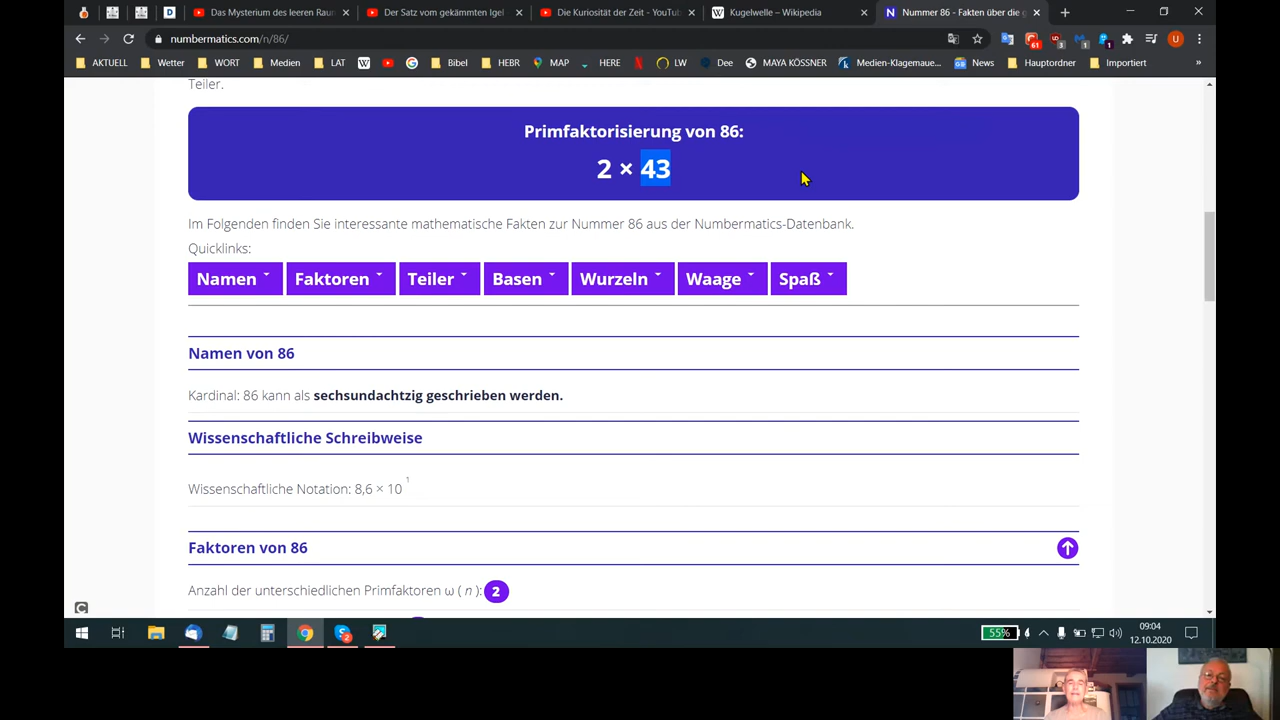 Das Mysterium des leeren Raun
Der Satz vom gekämmten Igel
Die Kuriosität der Zeit - YouTub
Kugelwelle – Wikipedia
Nummer 86 - Fakten über die g
numbermatics.com/n/86/
AKTUELL
Wetter
WORT
Medien
LAT
Bibel
HEBR
MAP
HERE
LW
Dee
MAYA KÖSSNER
Medien-Klagemaue...
News
Hauptordner
Importiert
»
Teiler.
Primfaktorisierung von 86:
2 × 43
Im Folgenden finden Sie interessante mathematische Fakten zur Nummer 86 aus der Numbermatics-Datenbank.
Quicklinks:
Namen Faktoren Teiler Basen Wurzeln Waage Spaß
Namen von 86
Kardinal: 86 kann als sechsundachtzig geschrieben werden.
Wissenschaftliche Schreibweise
Wissenschaftliche Notation: 8,6 × 10 1
Faktoren von 86
Anzahl der unterschiedlichen Primfaktoren ω ( n ): 2
55%
09:04
12.10.2020